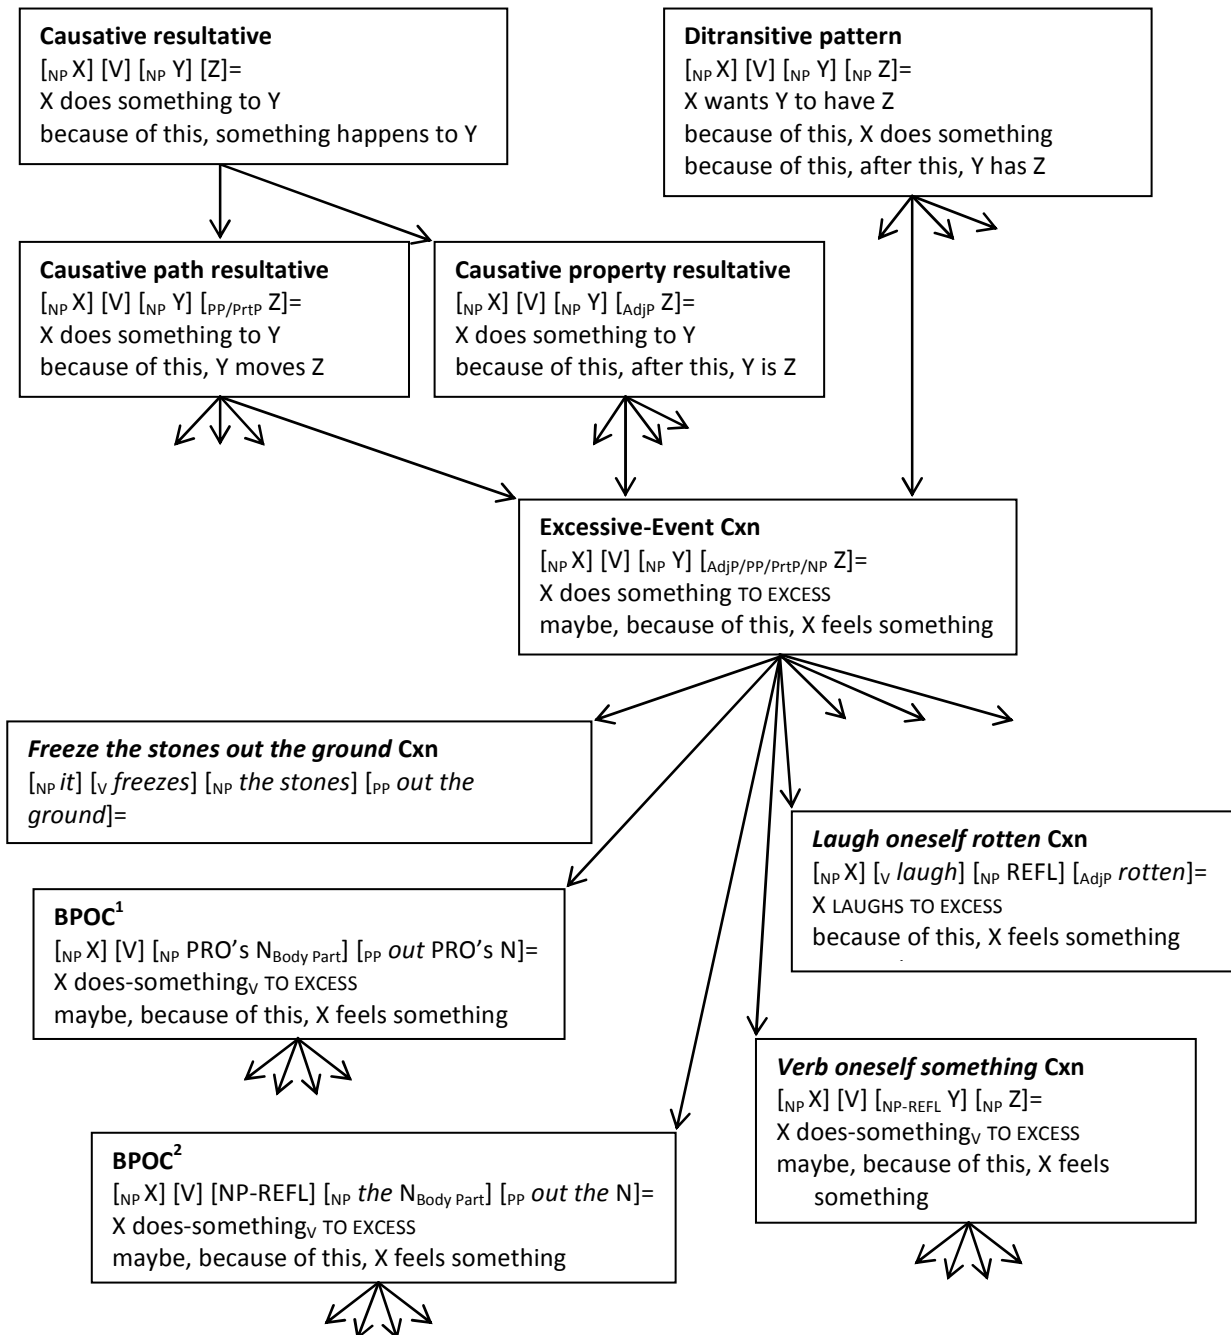 Causative resultative
[NP X] [V] [NP Y] [Z]=
X does something to Y
because of this, something happens to Y
Ditransitive pattern
[NP X] [V] [NP Y] [NP Z]=
X wants Y to have Z
because of this, X does something
because of this, after this, Y has Z
Causative path resultative
[NP X] [V] [NP Y] [PP/PrtP Z]=
X does something to Y
because of this, Y moves Z
Causative property resultative
[NP X] [V] [NP Y] [AdjP Z]=
X does something to Y
because of this, after this, Y is Z
Excessive-Event Cxn
[NP X] [V] [NP Y] [AdjP/PP/PrtP/NP Z]=
X does something TO EXCESS
maybe, because of this, X feels something
Freeze the stones out the ground Cxn
[NP it] [V freezes] [NP the stones] [PP out the
ground]=
Laugh oneself rotten Cxn
[NP X] [V laugh] [NP REFL] [AdjP rotten]=
X LAUGHS TO EXCESS
because of this, X feels something
BPOC1
[NP X] [V] [NP PRO's NBody Part] [PP out PRO's N]=
X does-somethingV TO EXCESS
maybe, because of this, X feels something
Verb oneself something Cxn
[NP X] [V] [NP-REFL Y] [NP Z]=
X does-somethingV TO EXCESS
maybe, because of this, X feels
something
BPOC2
[NP X] [V] [NP-REFL] [NP the NBody Part] [PP out the N]=
X does-somethingV TO EXCESS
maybe, because of this, X feels something